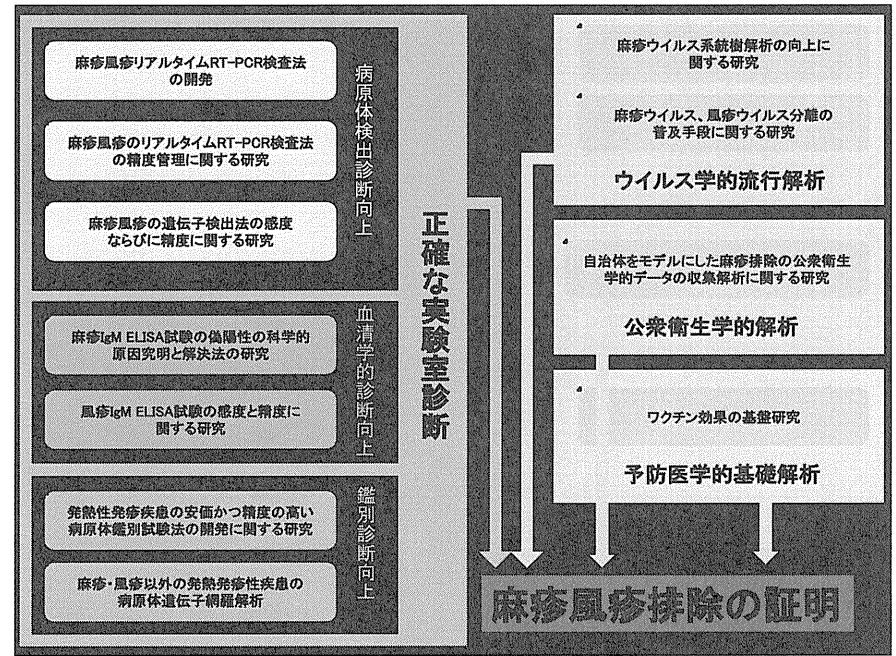 麻疹風疹リアルタイムRT-PCR検査法
の開発
麻疹風疹のリアルタイムRT-PCR検査法
の精度管理に関する研究
麻疹風疹の遺伝子検出法の感度
ならびに精度に関する研究
病原体検出診断向上
麻疹IgM ELISA試験の偽陽性の科学的
原因究明と解決法の研究
風疹IgM ELISA試験の感度と精度に
関する研究
血清学的診断向上
発熱性発疹疾患の安価かつ精度の高い
病原体鑑別試験法の開発に関する研究
麻疹・風疹以外の発熱発疹性疾患の
病原体遺伝子網羅解析
鑑別診断向上
正確な実験室診断
麻疹ウイルス系統樹解析の向上に
関する研究
麻疹ウイルス、風疹ウイルス分離の
普及手段に関する研究
ウイルス学的流行解析
自治体をモデルにした麻疹排除の公衆衛生
学的データの収集解析に関する研究
公衆衛生学的解析
ワクチン効果の基盤研究
予防医学的基礎解析
麻疹風疹排除の証明